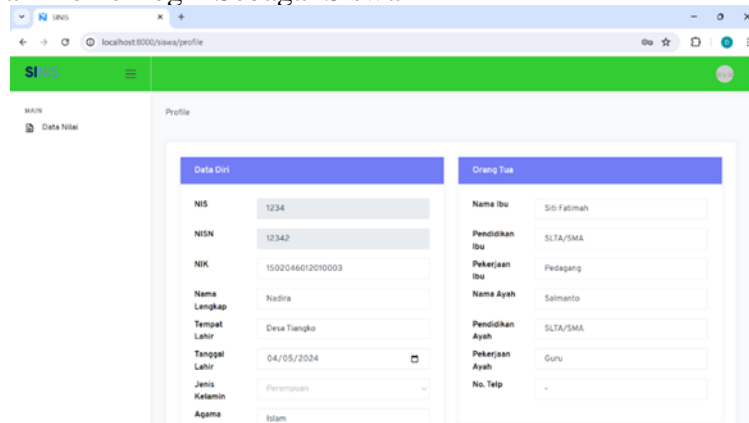 SINIS
localhost:8000/siswa/profile
SINIS
MAIN
Data Nilai
Profile
Data Diri
NIS
1234
NISN
12342
NIK
1502046012010003
Nama Lengkap
Nadira
Tempat Lahir
Desa Tiangko
Tanggal Lahir
04/05/2024
Jenis Kelamin
Perempuan
Agama
Islam
Orang Tua
Nama Ibu
Siti Fatimah
Pendidikan Ibu
SLTA/SMA
Pekerjaan Ibu
Pedagang
Nama Ayah
Salmanto
Pendidikan Ayah
SLTA/SMA
Pekerjaan Ayah
Guru
No. Telp
-